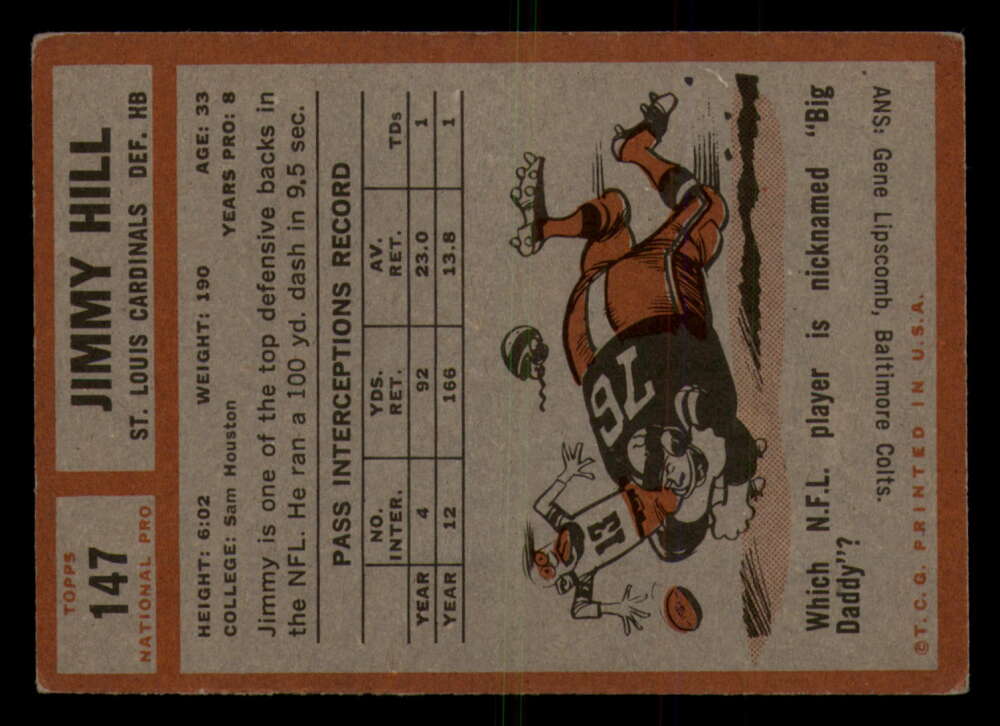 TOPPS
147
NATIONAL PRO
JIMMY HILL
ST. LOUIS CARDINALS DEF. HB
HEIGHT: 6:02 WEIGHT: 190 AGE: 33
COLLEGE: Sam Houston YEARS PRO: 8
Jimmy is one of the top defensive backs in
the NFL. He ran a 100 yd. dash in 9.5 sec.
PASS INTERCEPTIONS RECORD
NO. INTER. YDS. RET. AV. RET. TDs
YEAR 4 92 23.0 1
YEAR 12 166 13.8 1
76
13
Which N.F.L. player is nicknamed "Big
Daddy"?
ANS: Gene Lipscomb, Baltimore Colts.
©T. C. G. PRINTED IN U.S.A.